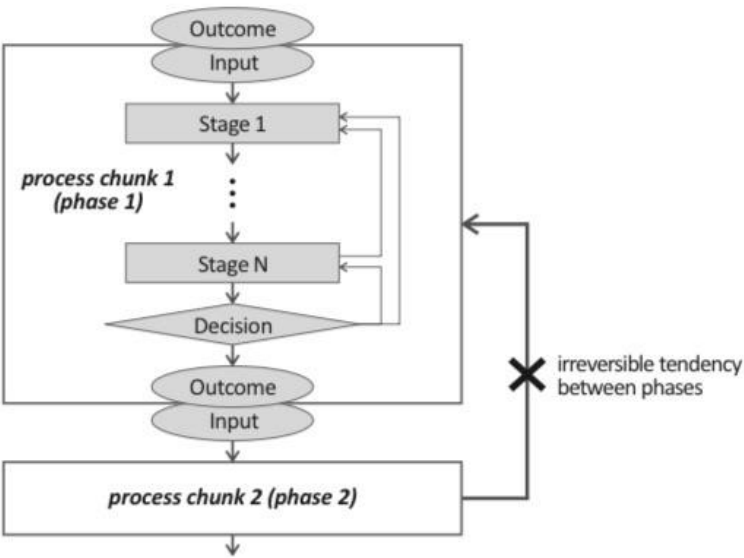 Outcome
Input
Stage 1
process chunk 1
(phase 1)
Stage N
Decision
Outcome
irreversible tendency
between phases
Input
process chunk 2 (phase 2)